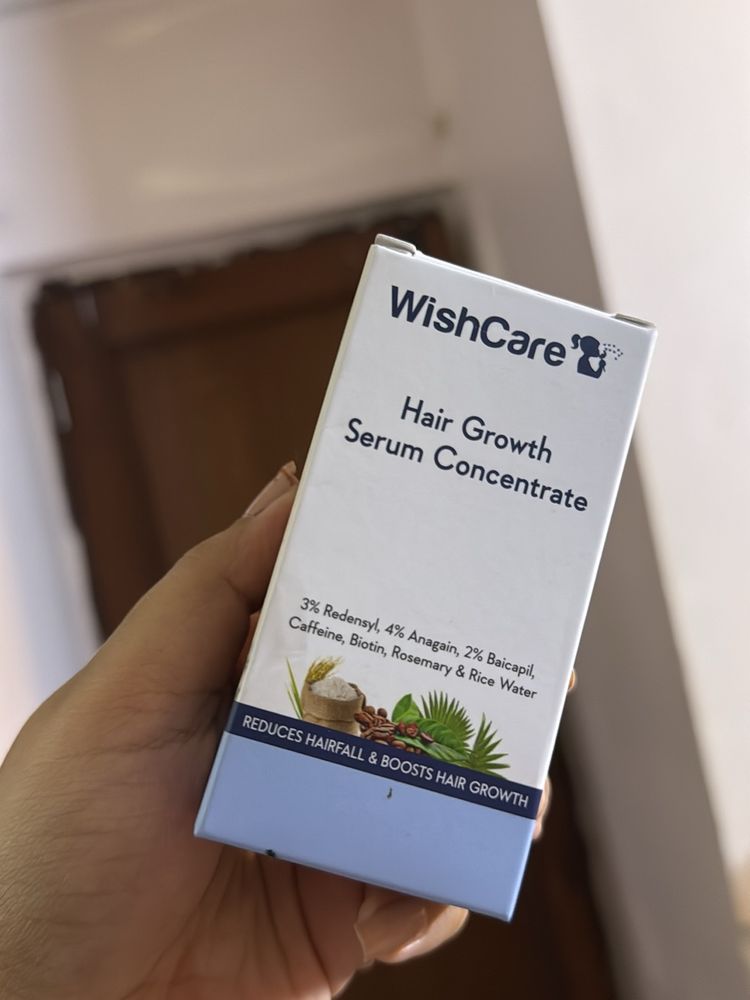 WishCare
Hair Growth
Serum Concentrate
3% Redensyl, 4% Anagain, 2% Baicapil,
Caffeine, Biotin, Rosemary & Rice Water
REDUCES HAIRFALL & BOOSTS HAIR GROWTH